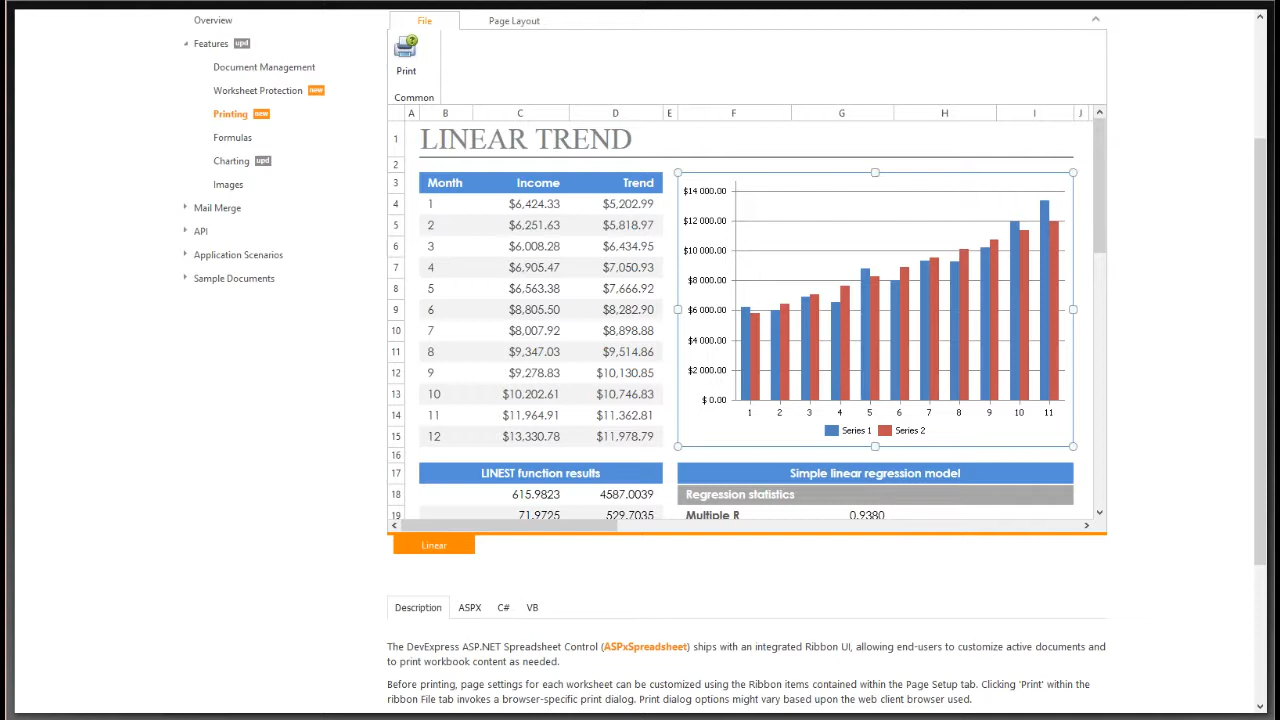 Overview
Features upd
Document Management
Worksheet Protection new
Printing new
Formulas
Charting upd
Images
Mail Merge
API
Application Scenarios
Sample Documents
File Page Layout
Print
Common
A B C D E F G H I J
1 LINEAR TREND
2
3 Month Income Trend
4 1 $6,424.33 $5,202.99
5 2 $6,251.63 $5,818.97
6 3 $6,008.28 $6,434.95
7 4 $6,905.47 $7,050.93
8 5 $6,563.38 $7,666.92
9 6 $8,805.50 $8,282.90
10 7 $8,007.92 $8,898.88
11 8 $9,347.03 $9,514.86
12 9 $9,278.83 $10,130.85
13 10 $10,202.61 $10,746.83
14 11 $11,964.91 $11,362.81
15 12 $13,330.78 $11,978.79
16
$14 000.00
$12 000.00
$10 000.00
$8 000.00
$6 000.00
$4 000.00
$2 000.00
$ 0.00
1 2 3 4 5 6 7 8 9 10 11
Series 1 Series 2
17 LINEST function results Simple linear regression model
18 615.9823 4587.0039 Regression statistics
19 71.9725 529.7035 Multiple R 0.9380
Linear
Description ASPX C# VB
The DevExpress ASP.NET Spreadsheet Control (ASPxSpreadsheet) ships with an integrated Ribbon UI, allowing end-users to customize active documents and
to print workbook content as needed.
Before printing, page settings for each worksheet can be customized using the Ribbon items contained within the Page Setup tab. Clicking 'Print' within the
ribbon File tab invokes a browser-specific print dialog. Print dialog options might vary based upon the web client browser used.